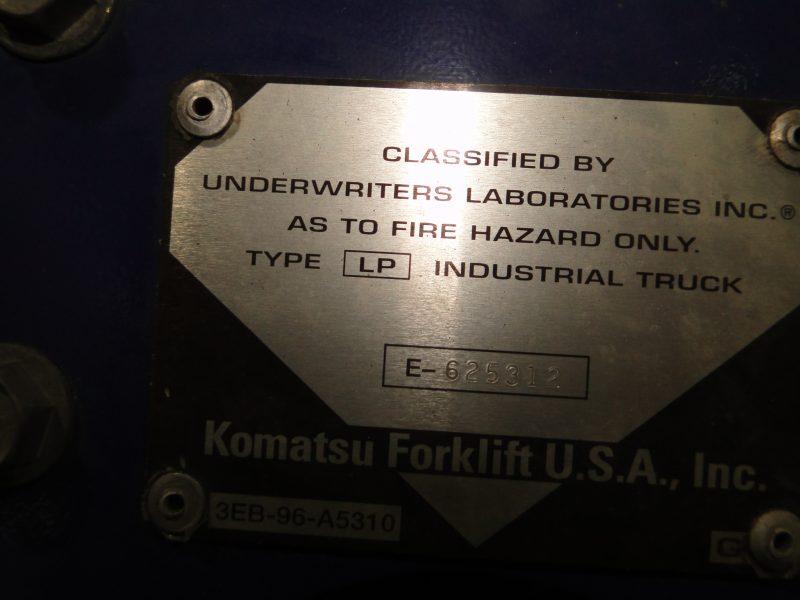 CLASSIFIED BY
UNDERWRITERS LABORATORIES INC.®
AS TO FIRE HAZARD ONLY.
TYPE LP INDUSTRIAL TRUCK
E-625312
Komatsu Forklift U.S.A., Inc.
3EB-96-A5310